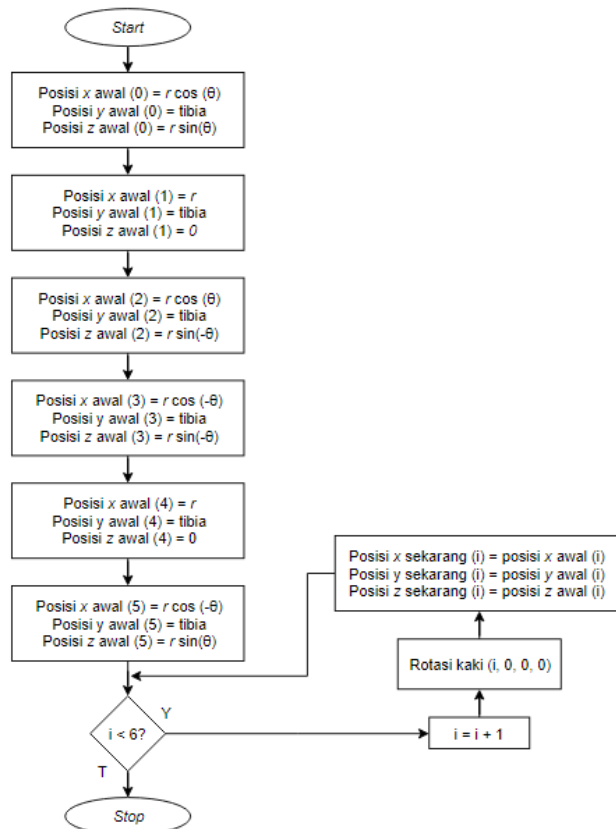 Start
Posisi x awal (0) = r cos (θ)
Posisi y awal (0) = tibia
Posisi z awal (0) = r sin(θ)
Posisi x awal (1) = r
Posisi y awal (1) = tibia
Posisi z awal (1) = 0
Posisi x awal (2) = r cos (θ)
Posisi y awal (2) = tibia
Posisi z awal (2) = r sin(-θ)
Posisi x awal (3) = r cos (-θ)
Posisi y awal (3) = tibia
Posisi z awal (3) = r sin(-θ)
Posisi x awal (4) = r
Posisi y awal (4) = tibia
Posisi z awal (4) = 0
Posisi x awal (5) = r cos (-θ)
Posisi y awal (5) = tibia
Posisi z awal (5) = r sin(θ)
i < 6?
Y
T
i = i + 1
Rotasi kaki (i, 0, 0, 0)
Posisi x sekarang (i) = posisi x awal (i)
Posisi y sekarang (i) = posisi y awal (i)
Posisi z sekarang (i) = posisi z awal (i)
Stop